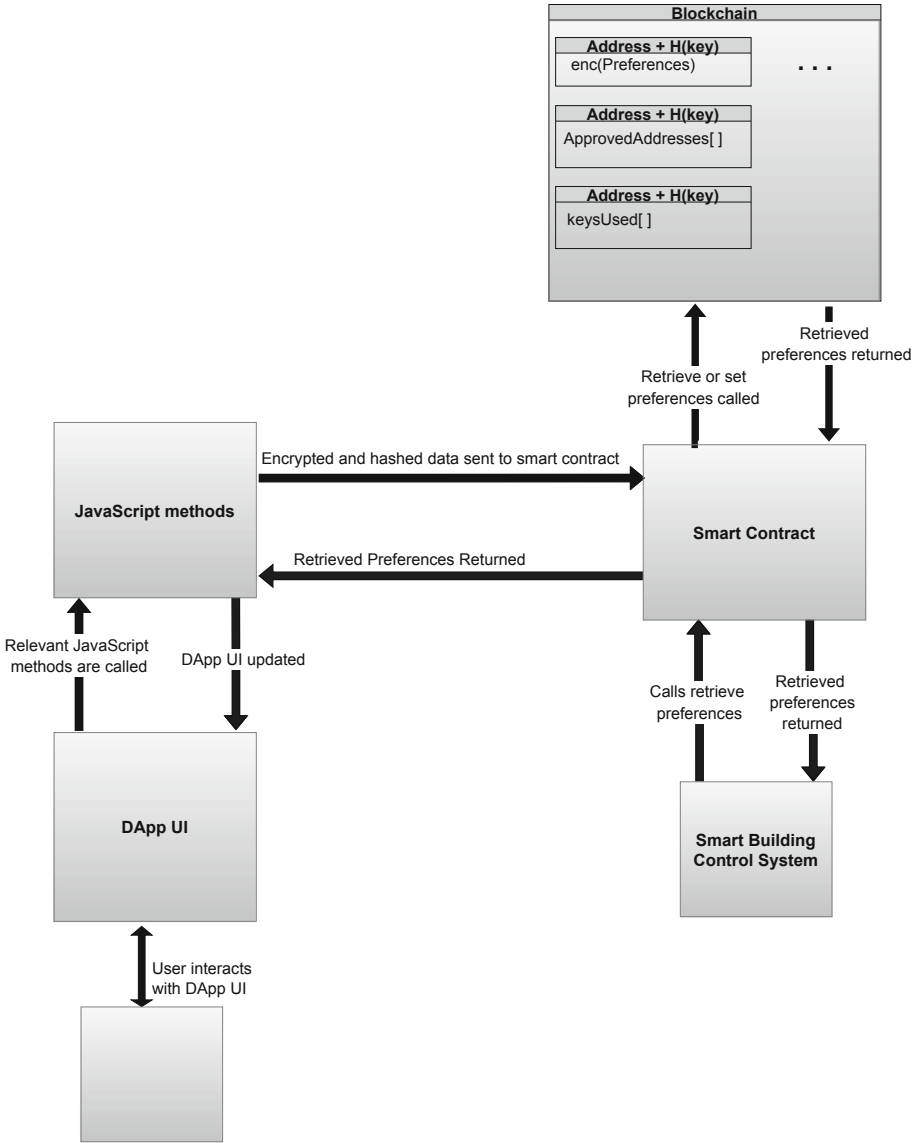 Blockchain
Address + H(key)
enc(Preferences)
. . .
Address + H(key)
ApprovedAddresses[ ]
Address + H(key)
keysUsed[ ]
Retrieve or set
preferences called
Retrieved
preferences returned
JavaScript methods
Encrypted and hashed data sent to smart contract
Retrieved Preferences Returned
Smart Contract
Relevant JavaScript
methods are called
DApp UI updated
Calls retrieve
preferences
Retrieved
preferences
returned
DApp UI
Smart Building
Control System
User interacts
with DApp UI